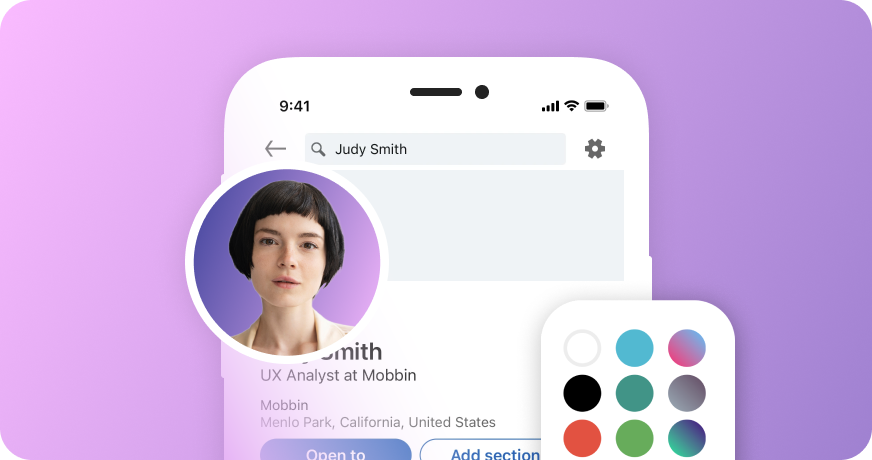 9:41
Judy Smith
Smith
UX Analyst at Mobbin
Mobbin
Menlo Park, California, United States
Open to
Add section